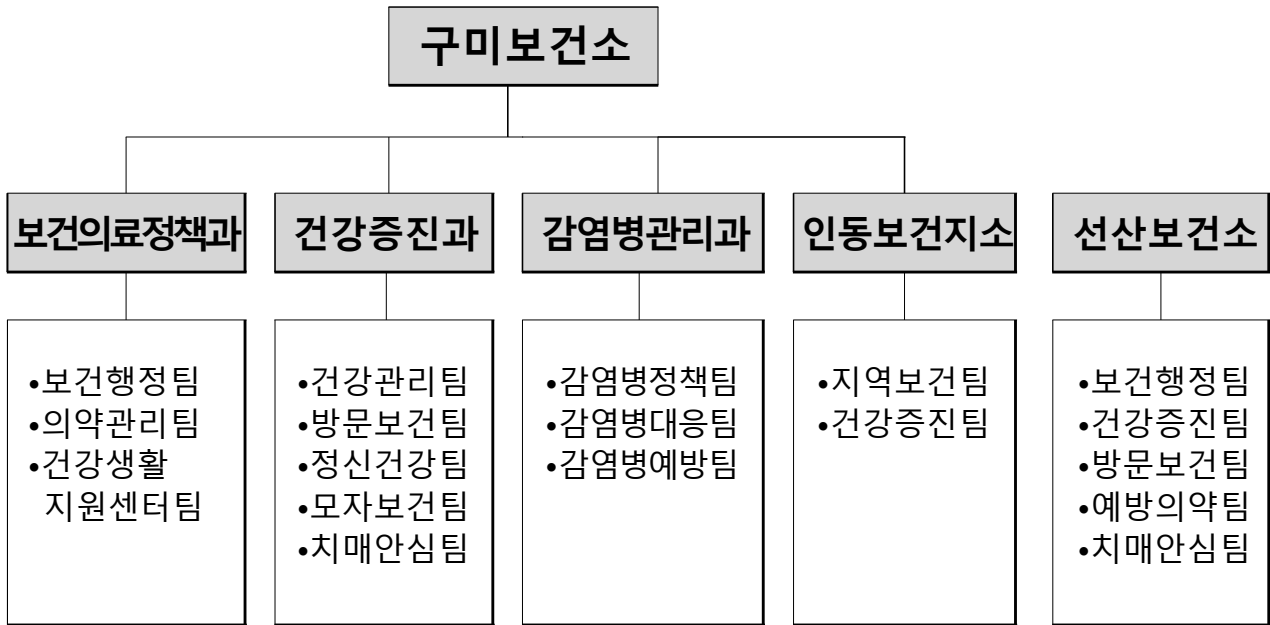 구미보건소
보건의료정책과
건강증진과
감염병관리과
인동보건지소
선산보건소
•보건행정팀
•의약관리팀
•건강생활
지원센터팀
•건강관리팀
•방문보건팀
•정신건강팀
•모자보건팀
•치매안심팀
•감염병정책팀
•감염병대응팀
•감염병예방팀
•지역보건팀
•건강증진팀
•보건행정팀
•건강증진팀
•방문보건팀
•예방의약팀
•치매안심팀